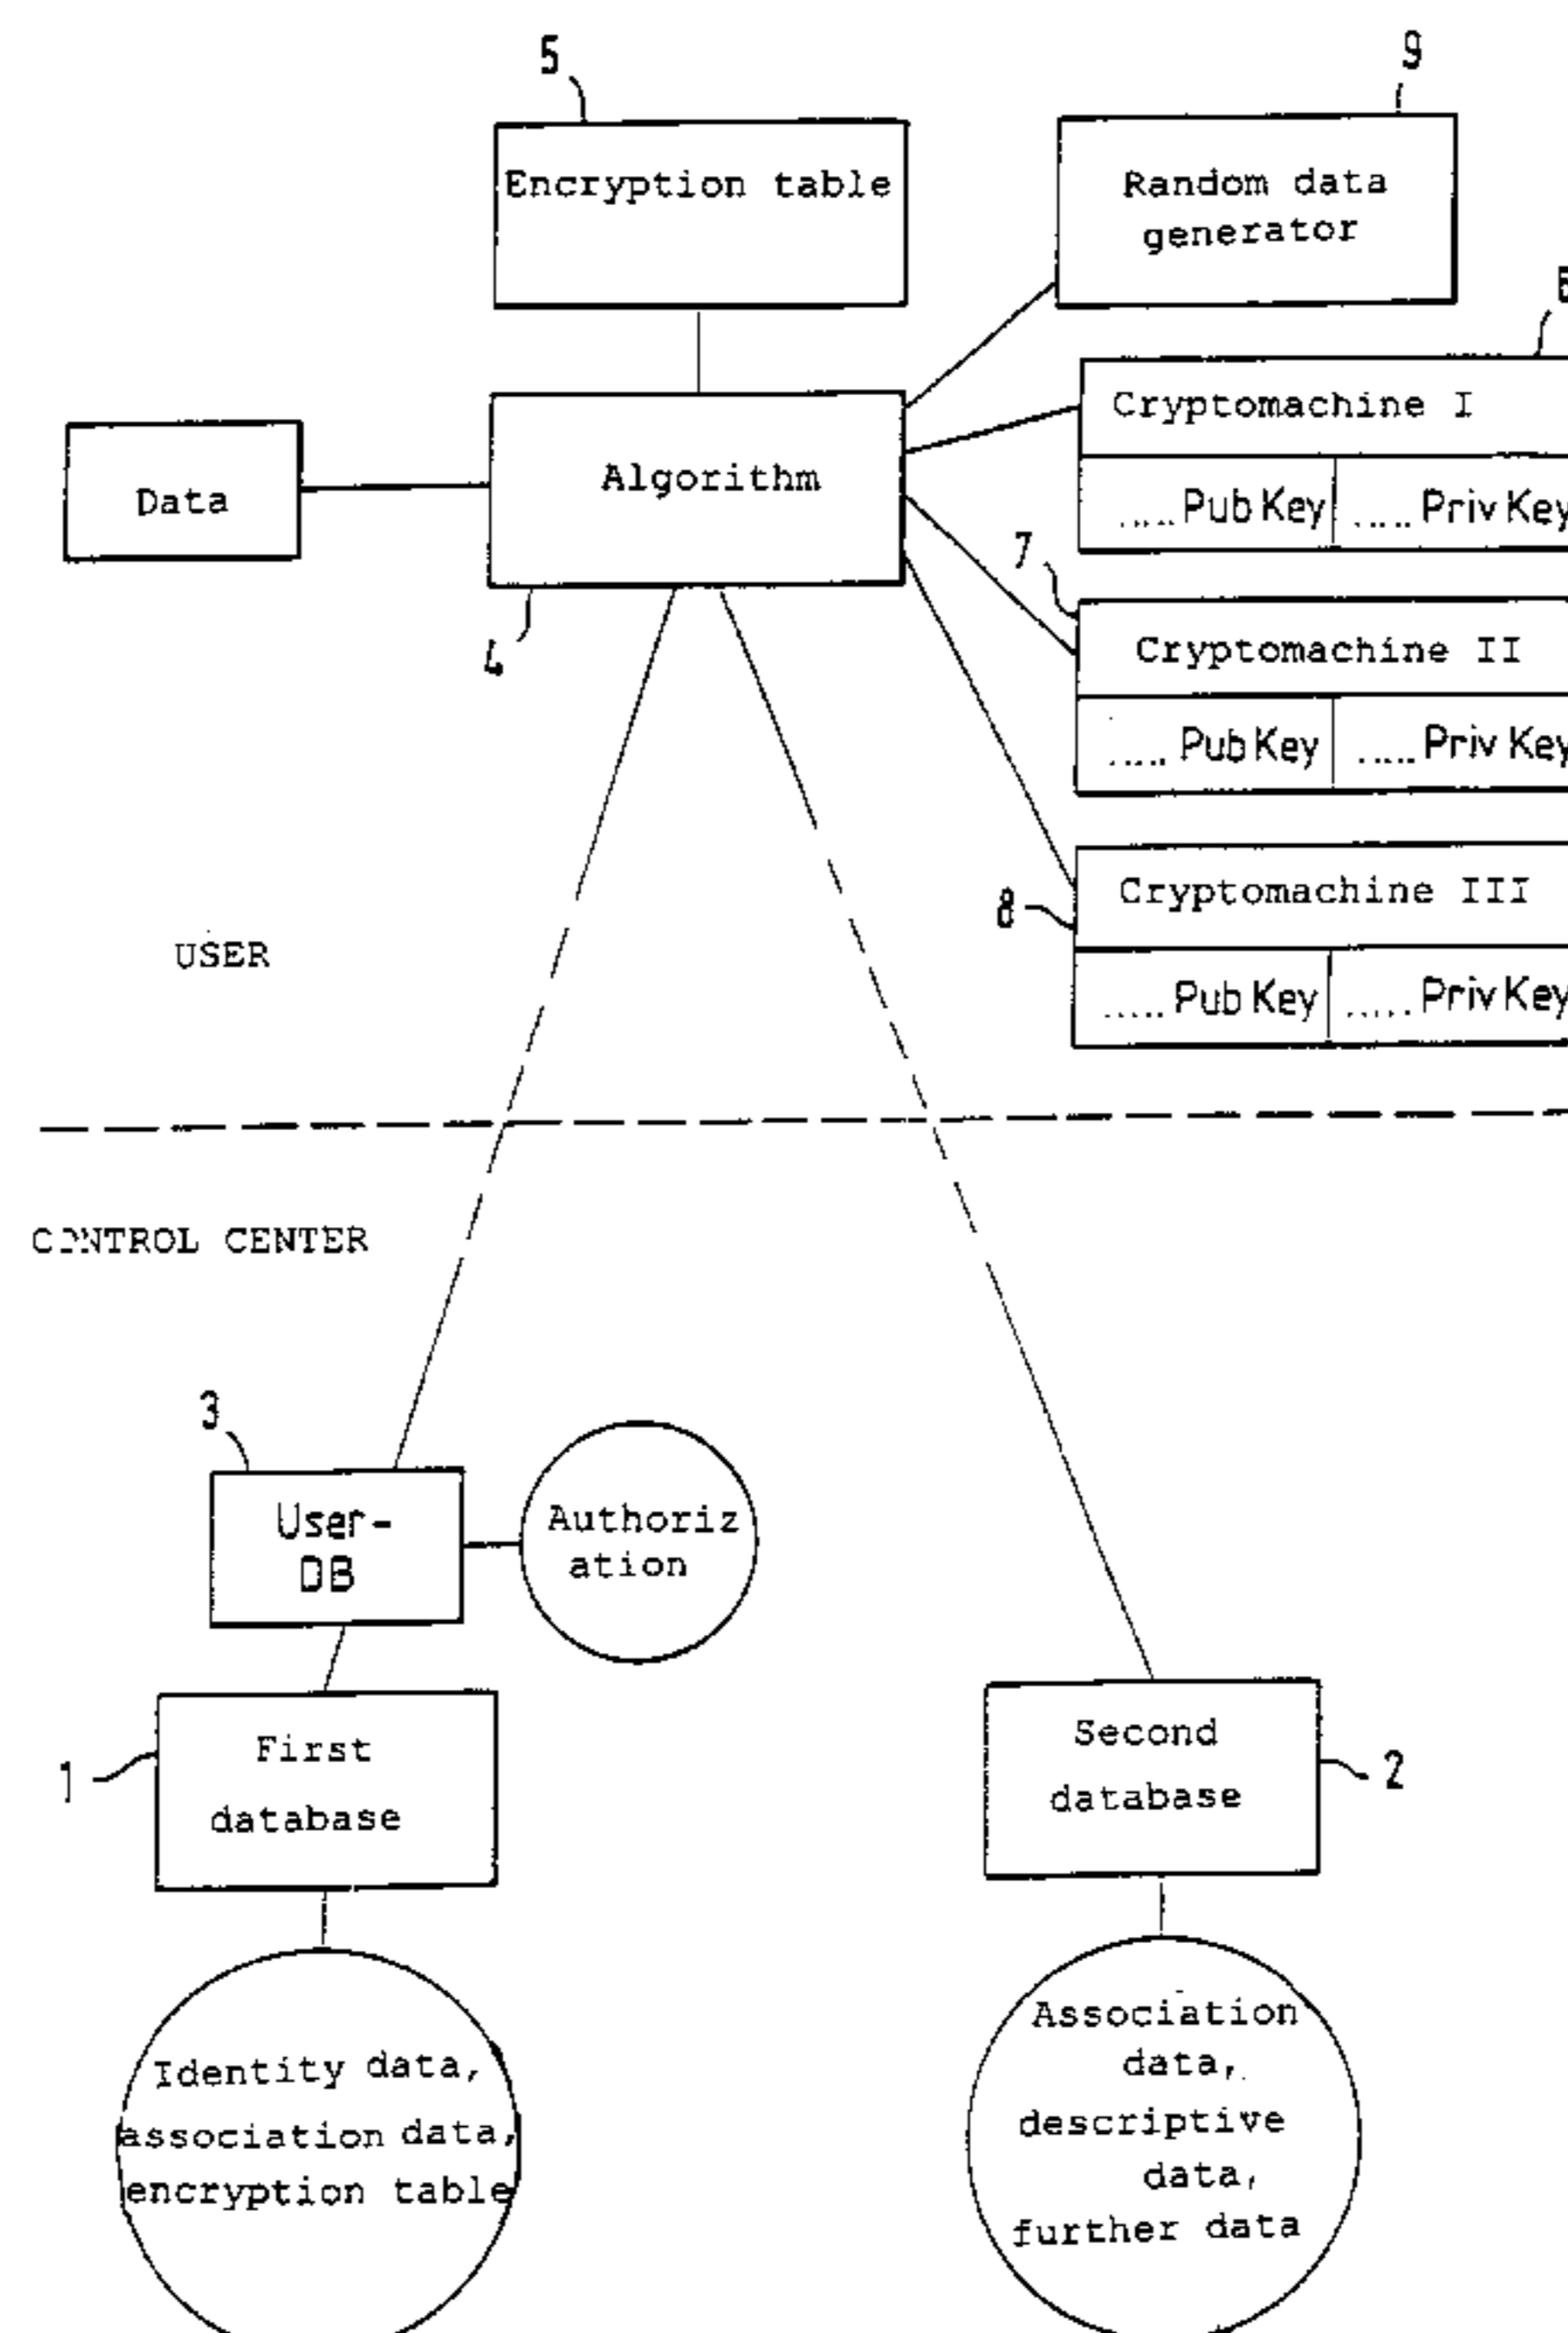 5
9
Encryption table
Random data
generator
6
Cryptomachine I
..... Pub Key
..... Priv Key
Data
Algorithm
4
7
Cryptomachine II
..... Pub Key
..... Priv Key
8
Cryptomachine III
..... Pub Key
..... Priv Key
USER
CONTROL CENTER
3
User-
DB
Authoriz
ation
1
First
database
Second
database
2
Identity data,
association data,
encryption table
Association
data,
descriptive
data,
further data